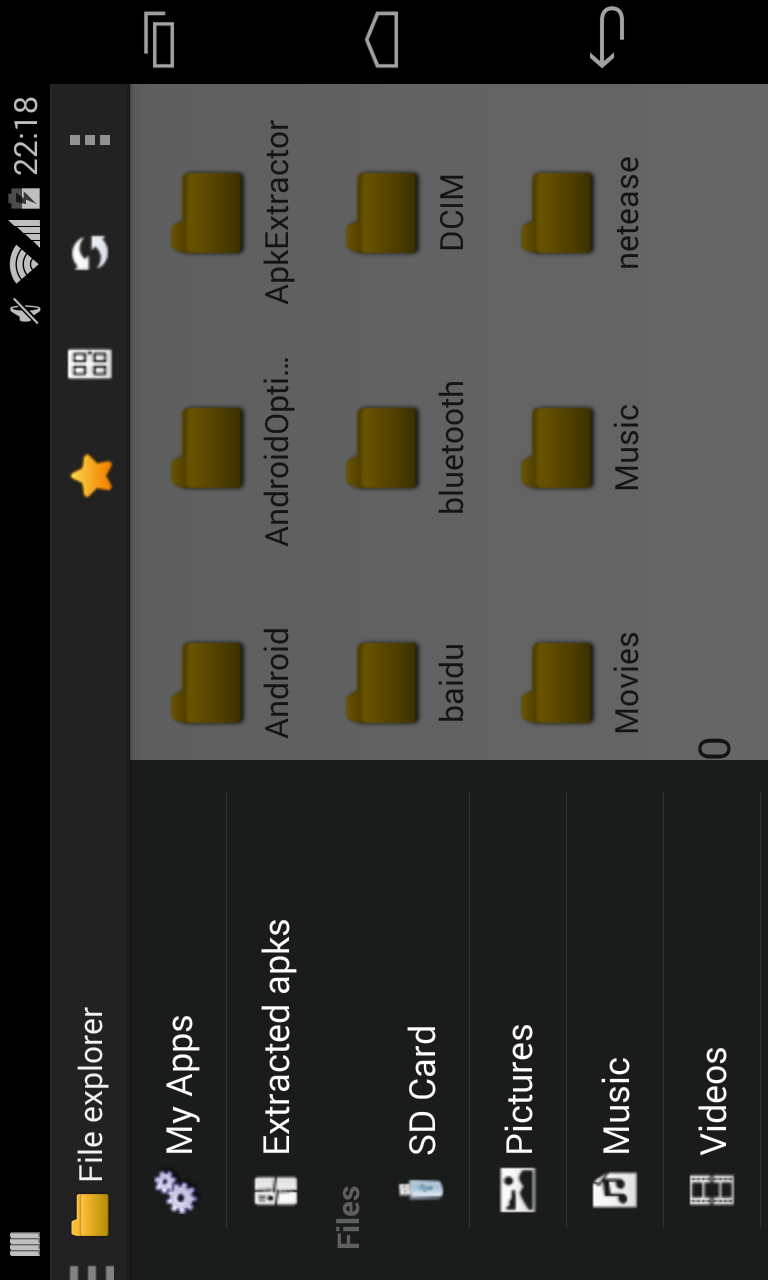 22:18
File explorer
My Apps
Extracted apks
Files
SD Card
Pictures
Music
Videos
Android
AndroidOpti...
ApkExtractor
baidu
bluetooth
DCIM
Movies
Music
netease
0